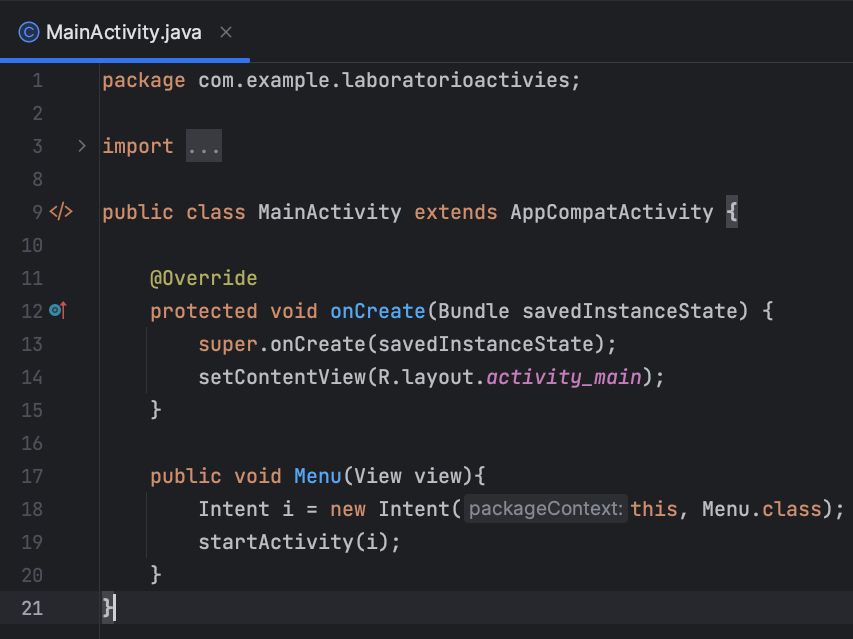 MainActivity.java
1 package com.example.laboratorioactivies;
2
3 import ...
8
9 public class MainActivity extends AppCompatActivity {
10
11 @Override
12 protected void onCreate(Bundle savedInstanceState) {
13 super.onCreate(savedInstanceState);
14 setContentView(R.layout.activity_main);
15 }
16
17 public void Menu(View view){
18 Intent i = new Intent( packageContext: this, Menu.class);
19 startActivity(i);
20 }
21 }